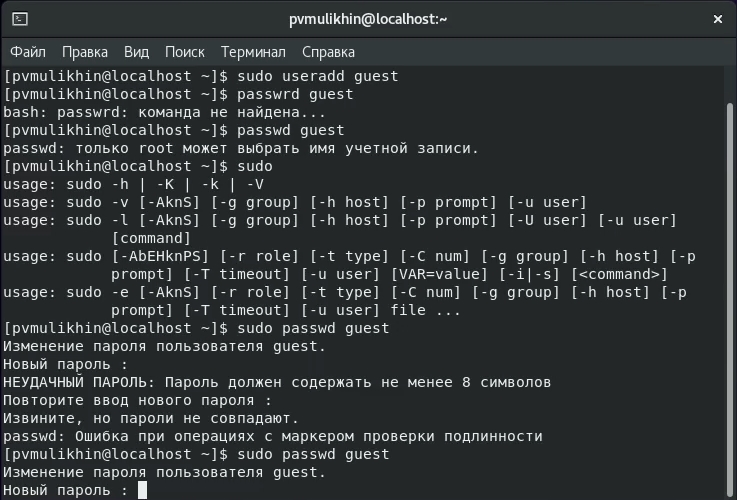 pvmulikhin@localhost:~
Файл Правка Вид Поиск Терминал Справка
[pvmulikhin@localhost ~]$ sudo useradd guest
[pvmulikhin@localhost ~]$ passwrd guest
bash: passwrd: команда не найдена...
[pvmulikhin@localhost ~]$ passwd guest
passwd: только root может выбрать имя учетной записи.
[pvmulikhin@localhost ~]$ sudo
usage: sudo -h | -K | -k | -V
usage: sudo -v [-AknS] [-g group] [-h host] [-p prompt] [-u user]
usage: sudo -l [-AknS] [-g group] [-h host] [-p prompt] [-U user] [-u user]
[command]
usage: sudo [-AbEHknPS] [-r role] [-t type] [-C num] [-g group] [-h host] [-p
prompt] [-T timeout] [-u user] [VAR=value] [-i|-s] [<command>]
usage: sudo -e [-AknS] [-r role] [-t type] [-C num] [-g group] [-h host] [-p
prompt] [-T timeout] [-u user] file ...
[pvmulikhin@localhost ~]$ sudo passwd guest
Изменение пароля пользователя guest.
Новый пароль :
НЕУДАЧНЫЙ ПАРОЛЬ: Пароль должен содержать не менее 8 символов
Повторите ввод нового пароля :
Извините, но пароли не совпадают.
passwd: Ошибка при операциях с маркером проверки подлинности
[pvmulikhin@localhost ~]$ sudo passwd guest
Изменение пароля пользователя guest.
Новый пароль :